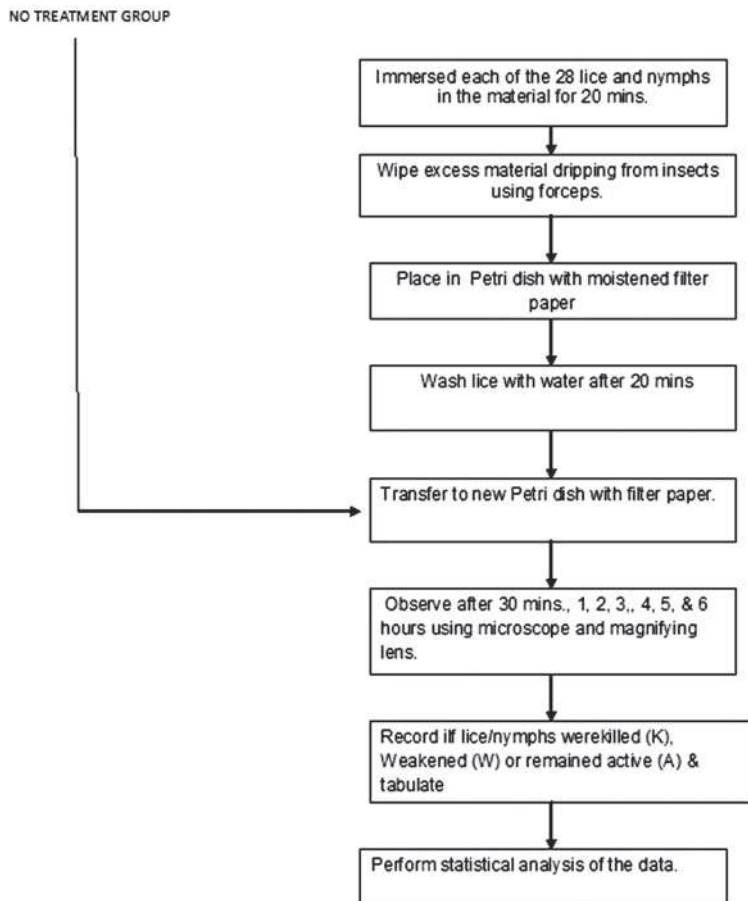 NO TREATMENT GROUP
Immersed each of the 28 lice and nymphs
in the material for 20 mins.
Wipe excess material dripping from insects
using forceps.
Place in Petri dish with moistened filter
paper
Wash lice with water after 20 mins
Transfer to new Petri dish with filter paper.
Observe after 30 mins., 1, 2, 3,, 4, 5, & 6
hours using microscope and magnifying
lens.
Record ilf lice/nymphs werekilled (K),
Weakened (W) or remained active (A) &
tabulate
Perform statistical analysis of the data.